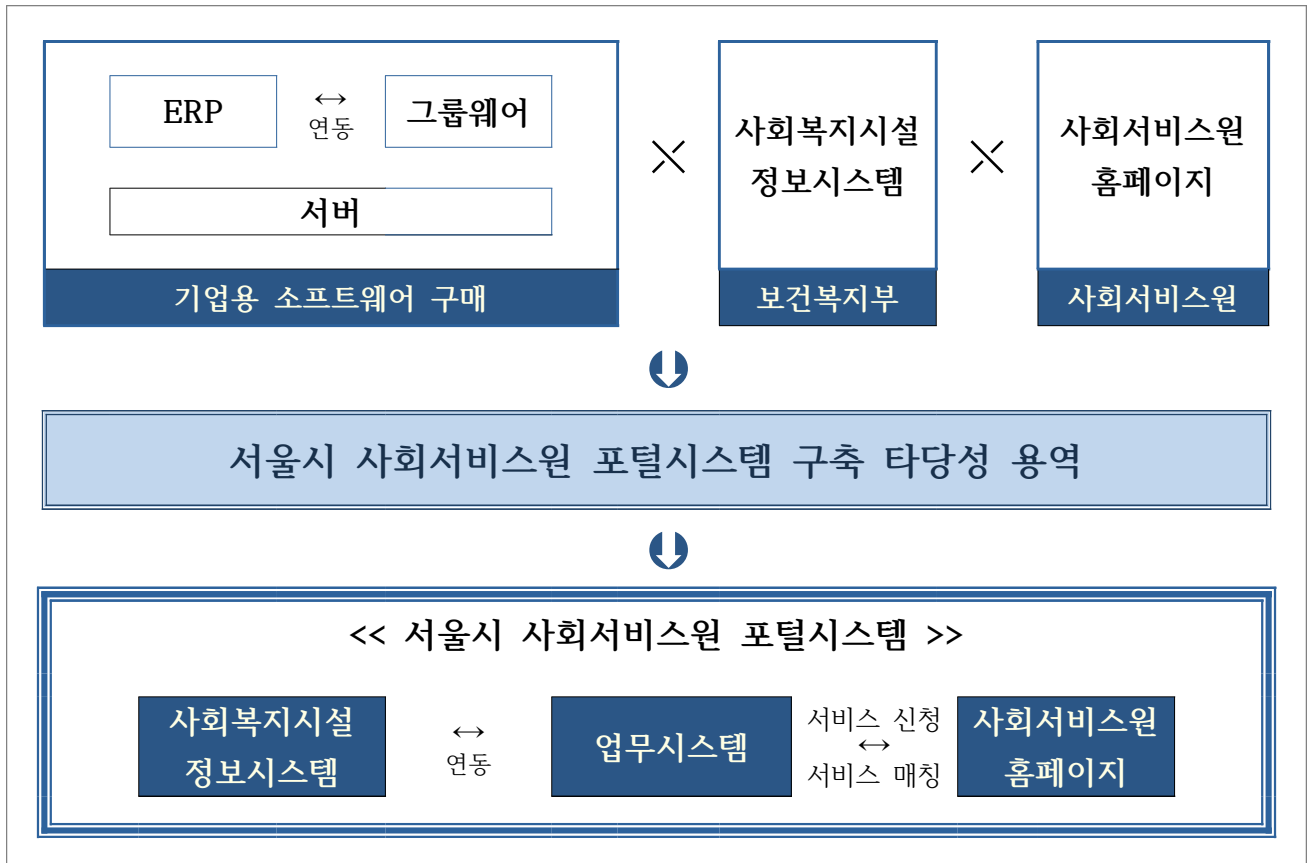 ERP
↔
연동
그룹웨어
서버
기업용 소프트웨어 구매
사회복지시설
정보시스템
보건복지부
사회서비스원
홈페이지
사회서비스원
서울시 사회서비스원 포털시스템 구축 타당성 용역
<< 서울시 사회서비스원 포털시스템 >>
사회복지시설
정보시스템
↔
연동
업무시스템
서비스 신청
↔
서비스 매칭
사회서비스원
홈페이지